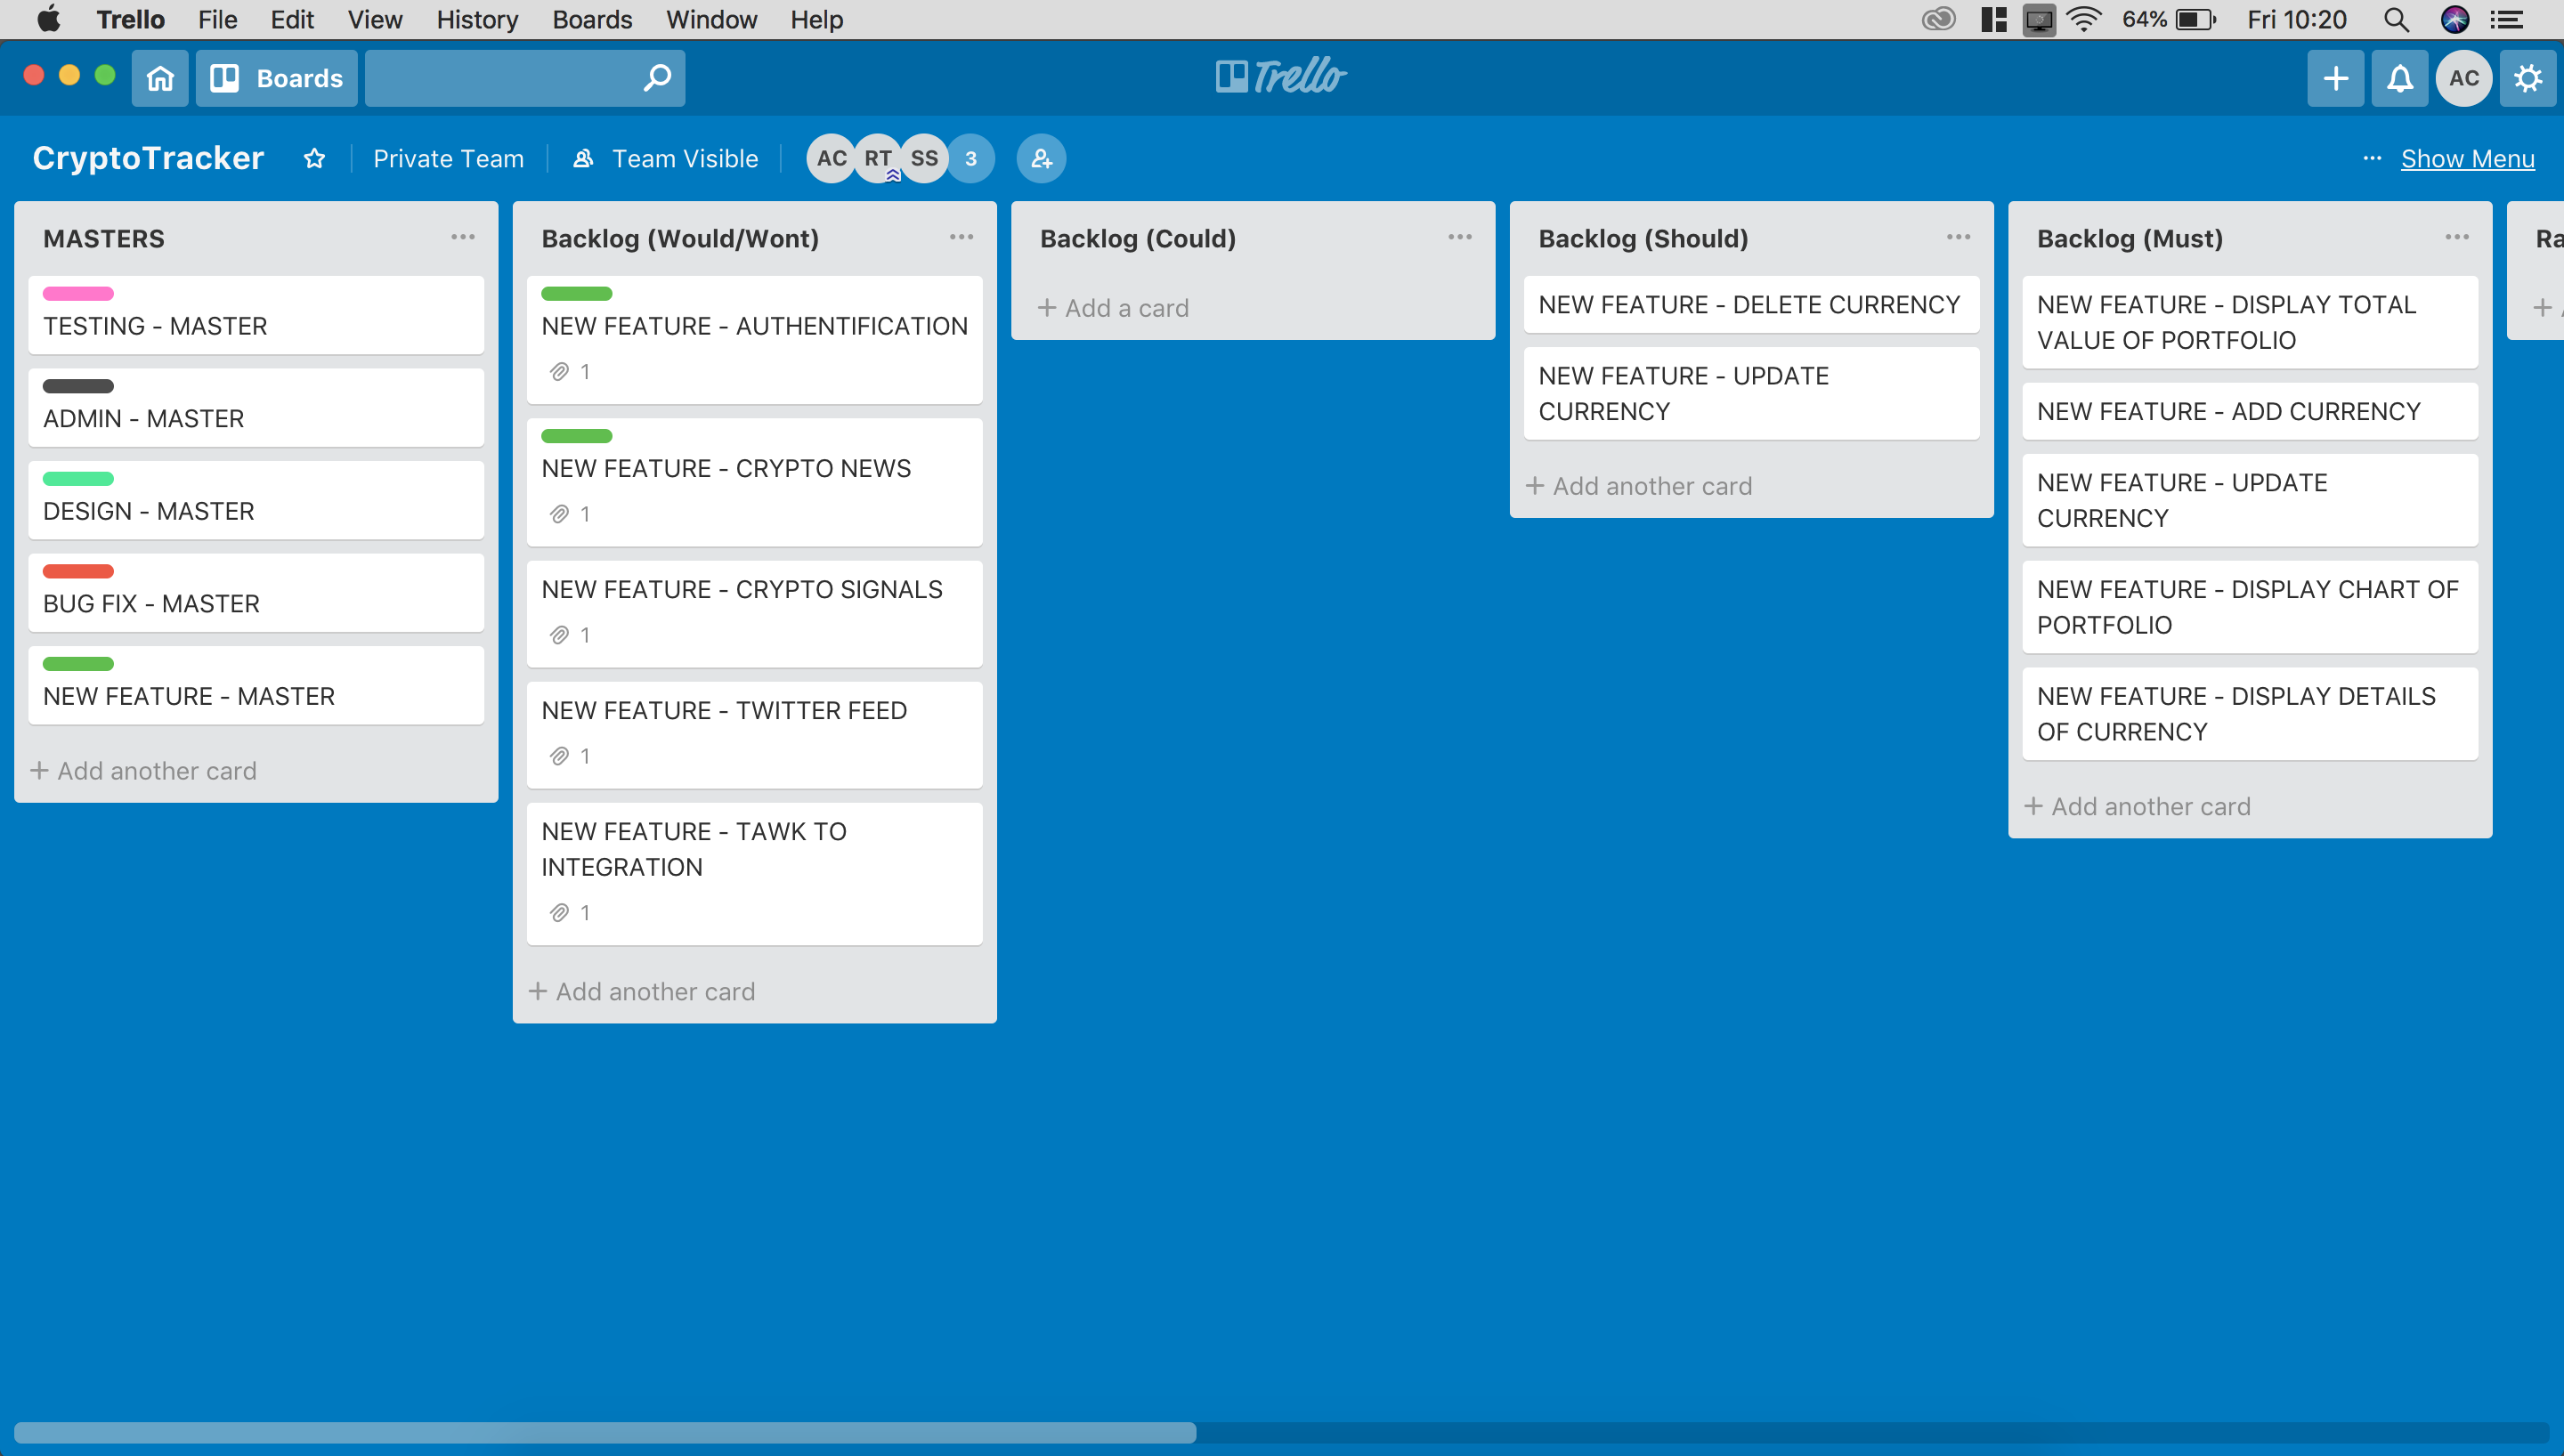 Trello File Edit View History Boards Window Help 64% Fri 10:20
Boards Trello AC
CryptoTracker Private Team Team Visible AC RT SS 3 Show Menu
MASTERS
TESTING - MASTER
ADMIN - MASTER
DESIGN - MASTER
BUG FIX - MASTER
NEW FEATURE - MASTER
+ Add another card
Backlog (Would/Wont)
NEW FEATURE - AUTHENTIFICATION
1
NEW FEATURE - CRYPTO NEWS
1
NEW FEATURE - CRYPTO SIGNALS
1
NEW FEATURE - TWITTER FEED
1
NEW FEATURE - TAWK TO
INTEGRATION
1
+ Add another card
Backlog (Could)
+ Add a card
Backlog (Should)
NEW FEATURE - DELETE CURRENCY
NEW FEATURE - UPDATE
CURRENCY
+ Add another card
Backlog (Must)
NEW FEATURE - DISPLAY TOTAL
VALUE OF PORTFOLIO
NEW FEATURE - ADD CURRENCY
NEW FEATURE - UPDATE
CURRENCY
NEW FEATURE - DISPLAY CHART OF
PORTFOLIO
NEW FEATURE - DISPLAY DETAILS
OF CURRENCY
+ Add another card